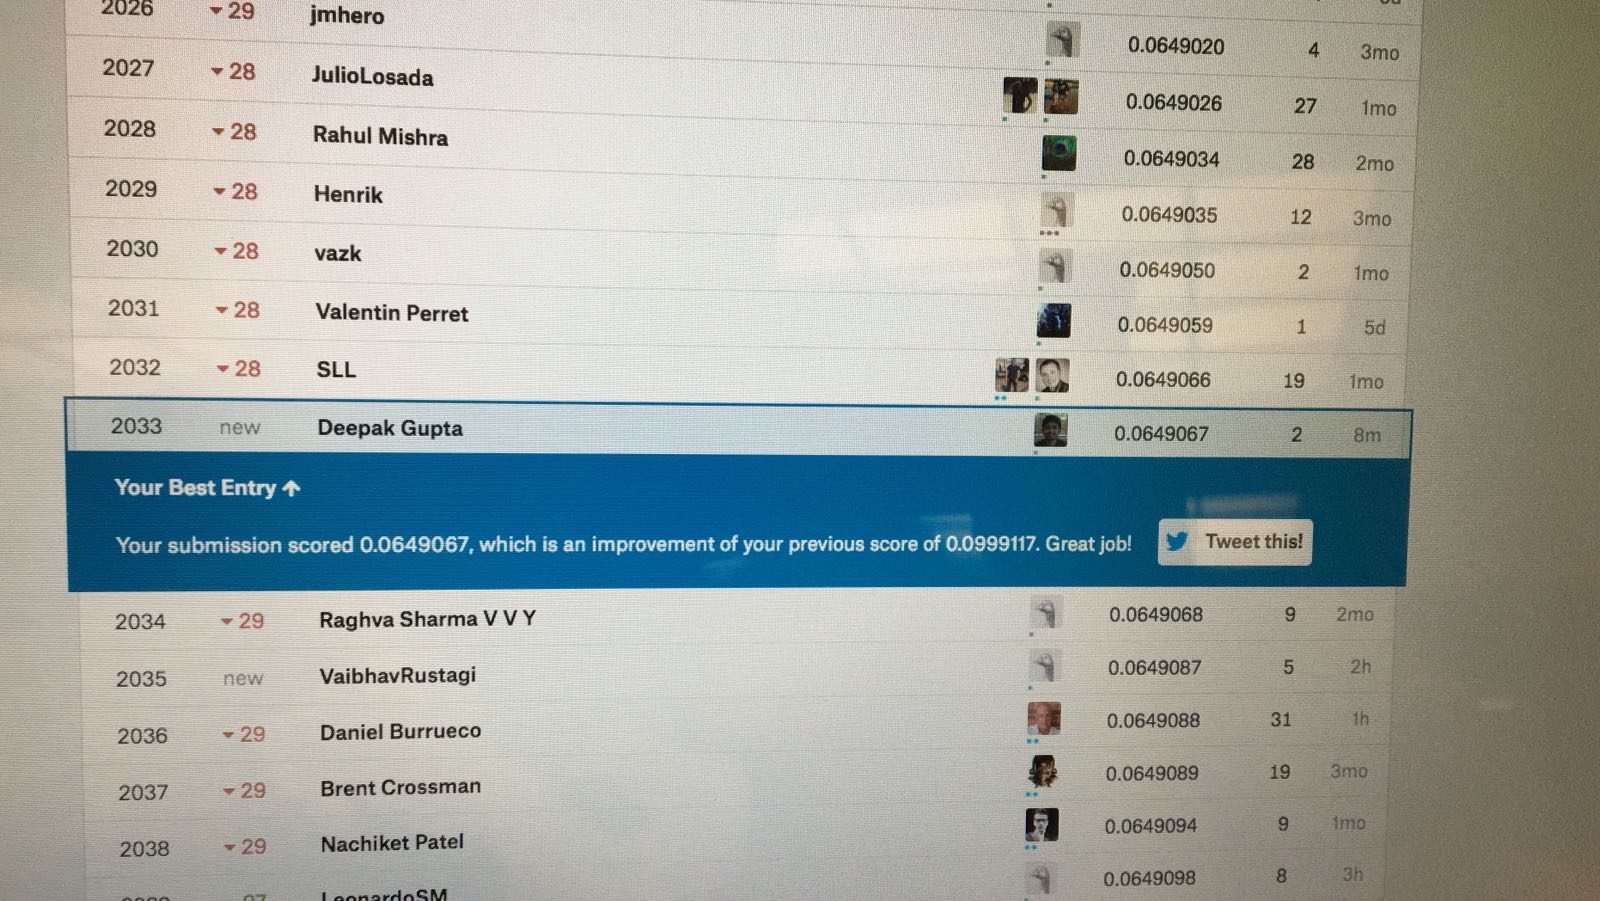 2026 29 jmhero 0.0649020 4 3mo
2027 28 JulioLosada 0.0649026 27 1mo
2028 28 Rahul Mishra 0.0649034 28 2mo
2029 28 Henrik 0.0649035 12 3mo
2030 28 vazk 0.0649050 2 1mo
2031 28 Valentin Perret 0.0649059 1 5d
2032 28 SLL 0.0649066 19 1mo
2033 new Deepak Gupta 0.0649067 2 8m
Your Best Entry
Your submission scored 0.0649067, which is an improvement of your previous score of 0.0999117. Great job! Tweet this!
2034 29 Raghva Sharma V V Y 0.0649068 9 2mo
2035 new VaibhavRustagi 0.0649087 5 2h
2036 29 Daniel Burrueco 0.0649088 31 1h
2037 29 Brent Crossman 0.0649089 19 3mo
2038 29 Nachiket Patel 0.0649094 9 1mo
LeonardoSM 0.0649098 8 3h